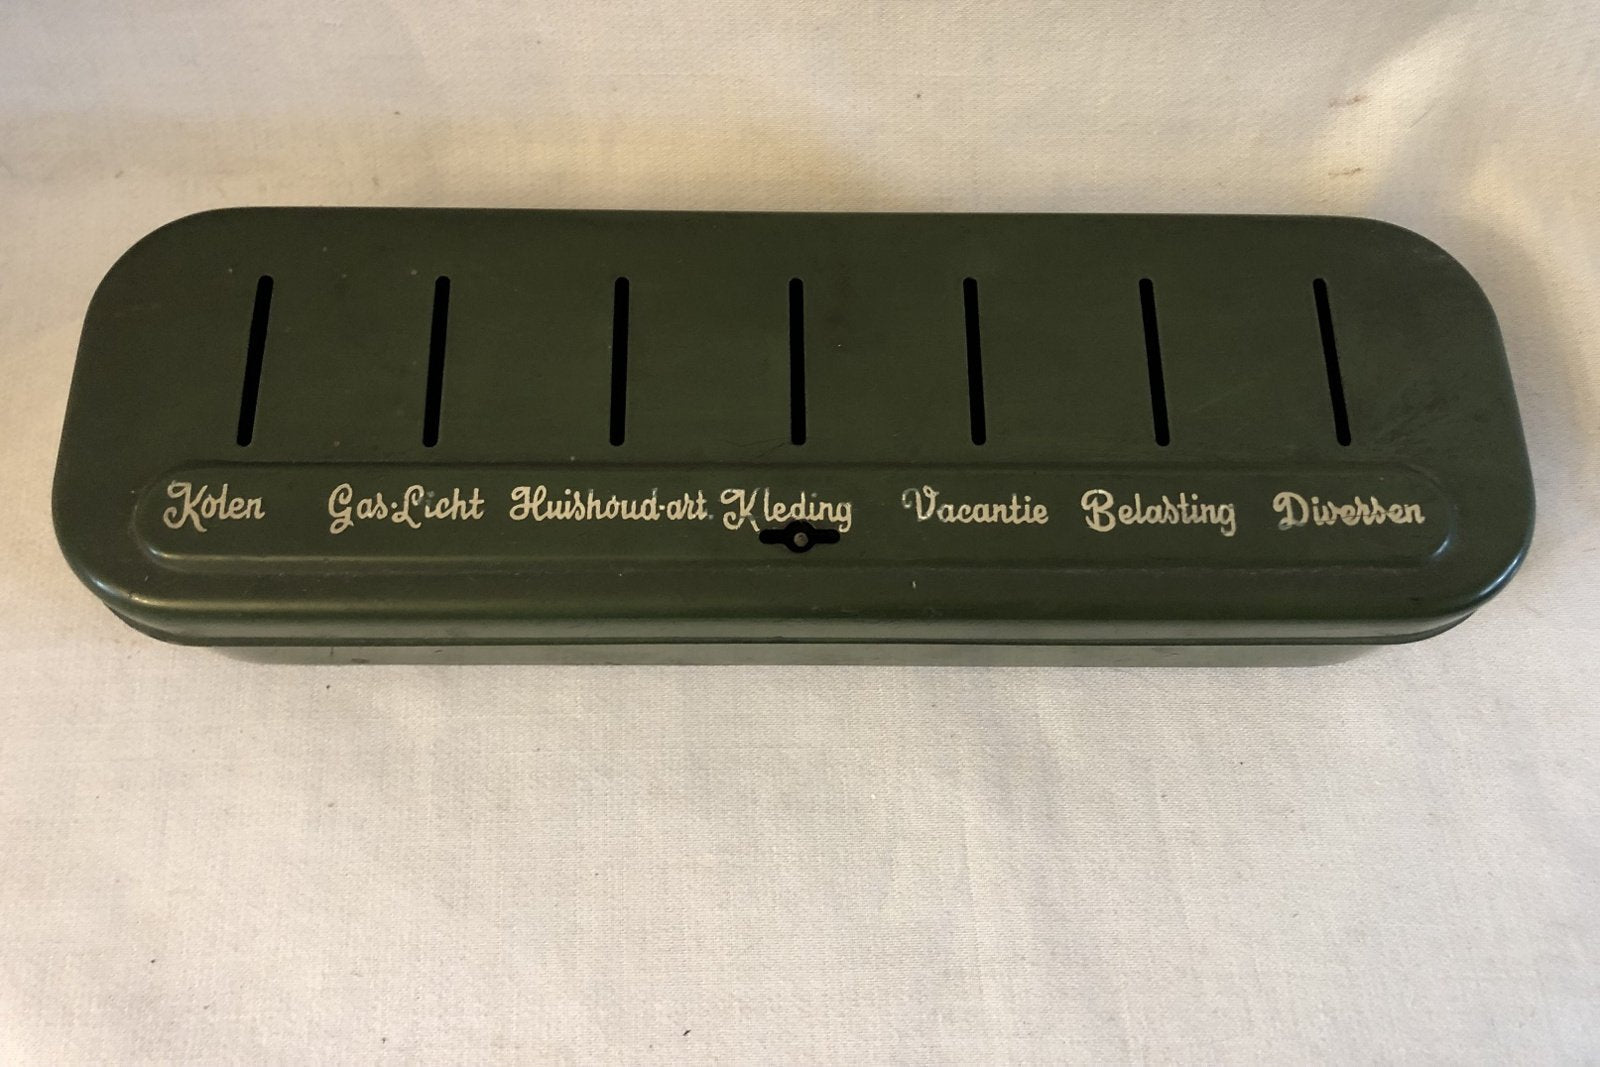 Kolen Gas-Licht Huishoud-art. Kleding Vacantie Belasting Diversen